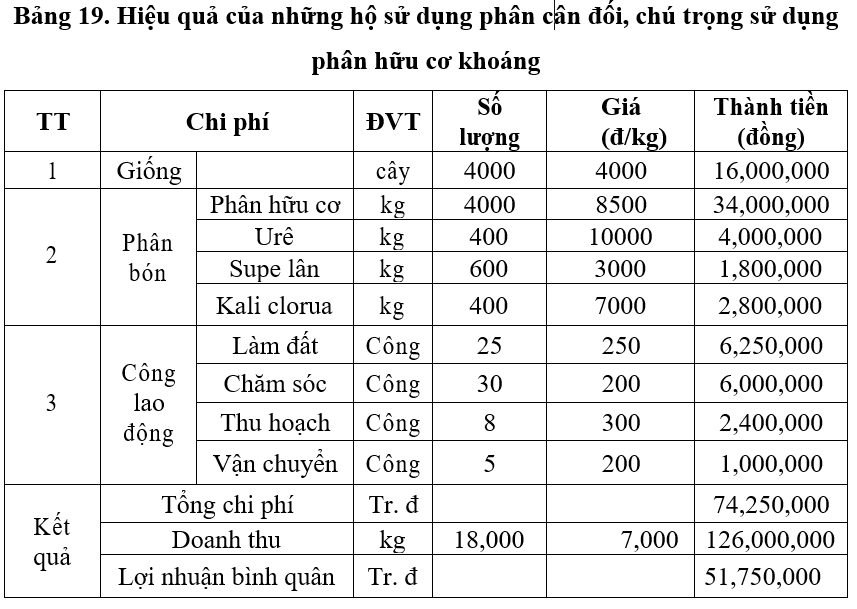 Bảng 19. Hiệu quả của những hộ sử dụng phân cân đối, chú trọng sử dụng
phân hữu cơ khoáng
TT Chi phí ĐVT Số lượng Giá (đ/kg) Thành tiền (đồng)
1 Giống cây 4000 4000 16,000,000
2 Phân bón Phân hữu cơ kg 4000 8500 34,000,000
Urê kg 400 10000 4,000,000
Supe lân kg 600 3000 1,800,000
Kali clorua kg 400 7000 2,800,000
3 Công lao động Làm đất Công 25 250 6,250,000
Chăm sóc Công 30 200 6,000,000
Thu hoạch Công 8 300 2,400,000
Vận chuyển Công 5 200 1,000,000
Kết quả Tổng chi phí Tr. đ 74,250,000
Doanh thu kg 18,000 7,000 126,000,000
Lợi nhuận bình quân Tr. đ 51,750,000